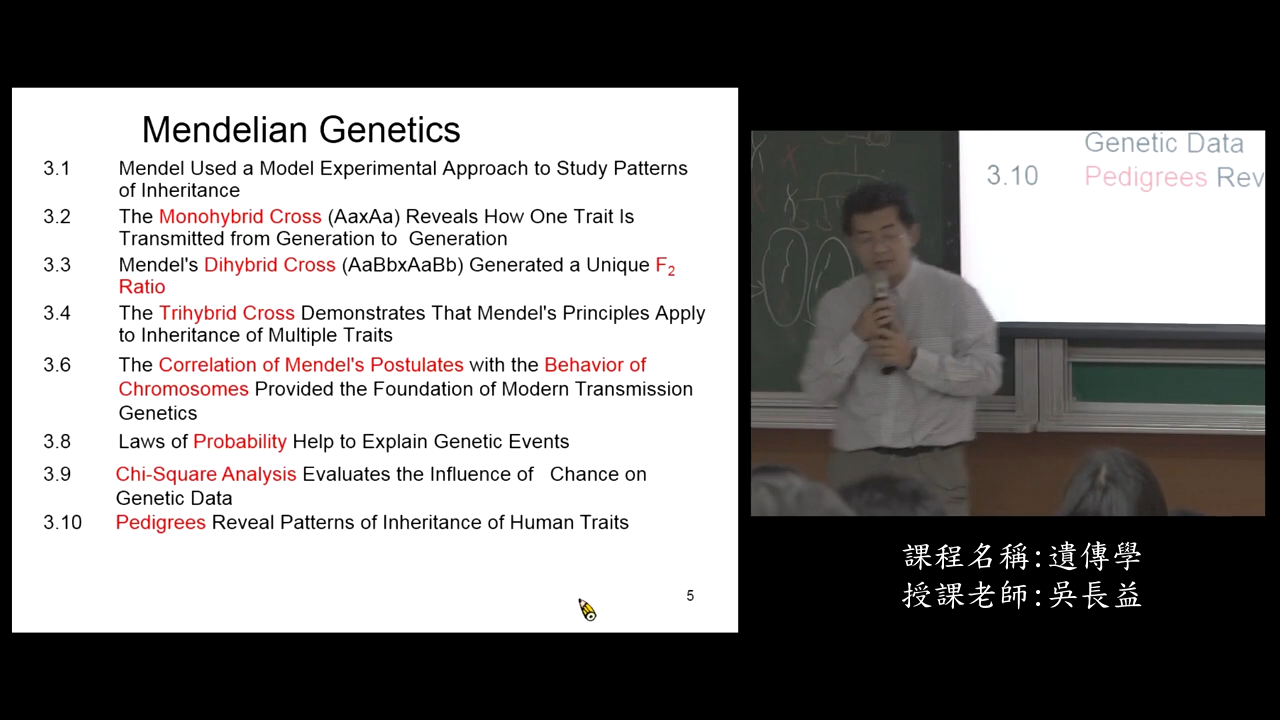 Mendelian Genetics
3.1 Mendel Used a Model Experimental Approach to Study Patterns
of Inheritance
3.2 The Monohybrid Cross (AaxAa) Reveals How One Trait Is
Transmitted from Generation to Generation
3.3 Mendel's Dihybrid Cross (AaBbxAaBb) Generated a Unique F2
Ratio
3.4 The Trihybrid Cross Demonstrates That Mendel's Principles Apply
to Inheritance of Multiple Traits
3.6 The Correlation of Mendel's Postulates with the Behavior of
Chromosomes Provided the Foundation of Modern Transmission
Genetics
3.8 Laws of Probability Help to Explain Genetic Events
3.9 Chi-Square Analysis Evaluates the Influence of Chance on
Genetic Data
3.10 Pedigrees Reveal Patterns of Inheritance of Human Traits
5
Genetic Data
3.10 Pedigrees Rev
課程名稱:遺傳學
授課老師:吳長益